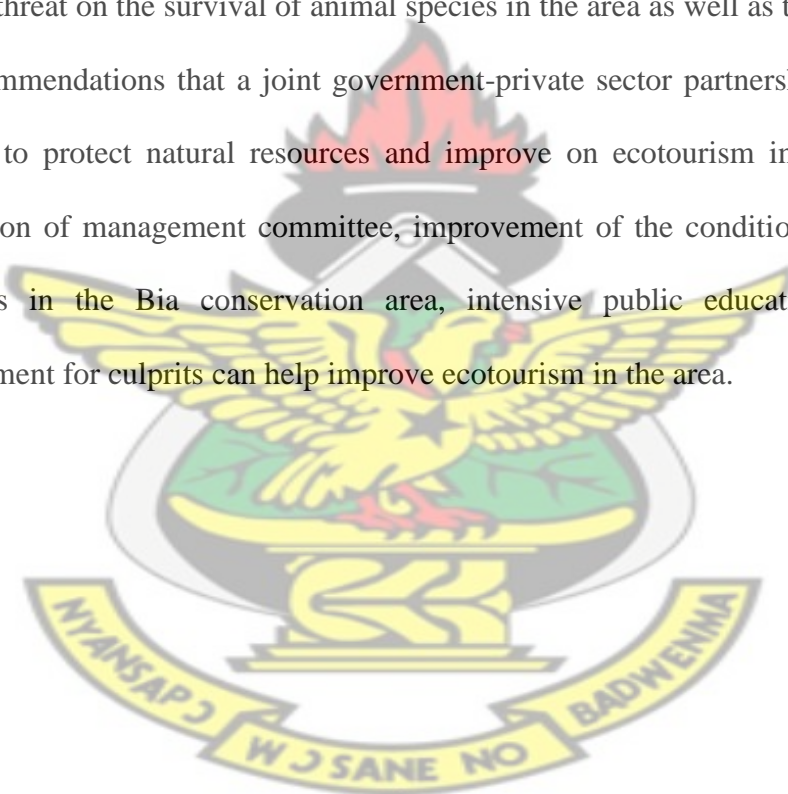 threat on the survival of animal species in the area as well as t
mmendations that a joint government-private sector partnersh
to protect natural resources and improve on ecotourism in
on of management committee, improvement of the conditio
s in the Bia conservation area, intensive public educat
ment for culprits can help improve ecotourism in the area.
NYANSAPƆ
WƆSANE NO
BADWENMA